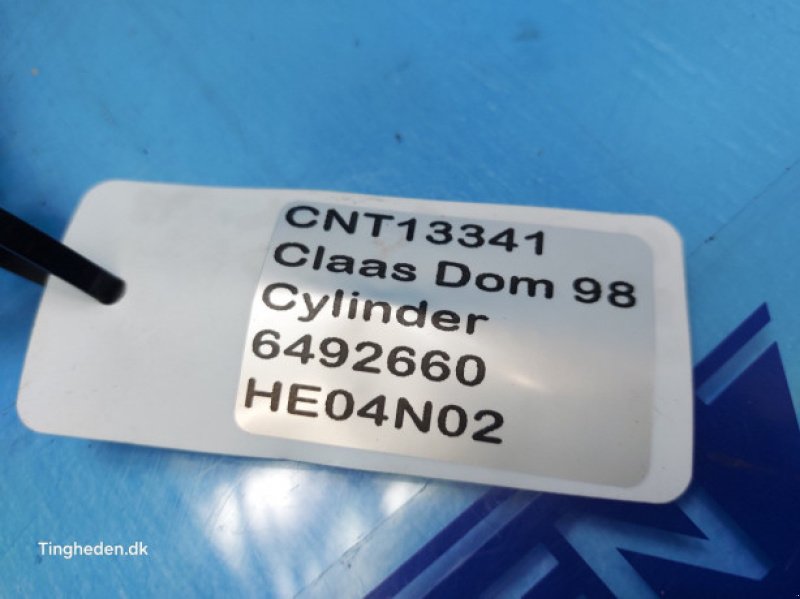 CNT13341
Claas Dom 98
Cylinder
6492660
HE04N02
Tingheden.dk